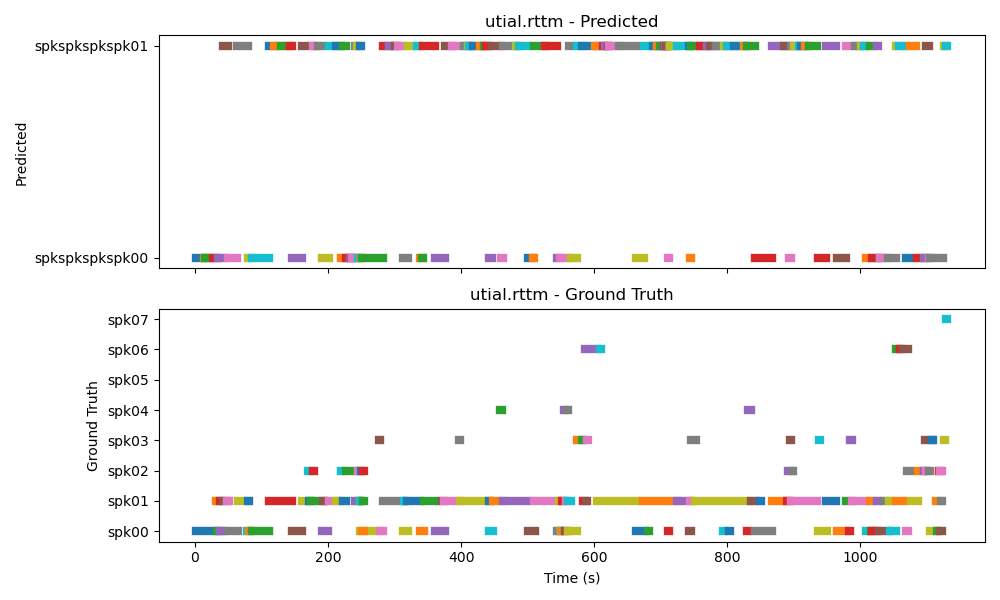 utial.rttm - Predicted
spkspkspkspk01
Predicted
spkspkspkspk00
utial.rttm - Ground Truth
spk07
spk06
spk05
spk04
Ground Truth
spk03
spk02
spk01
spk00
0 200 400 600 800 1000
Time (s)